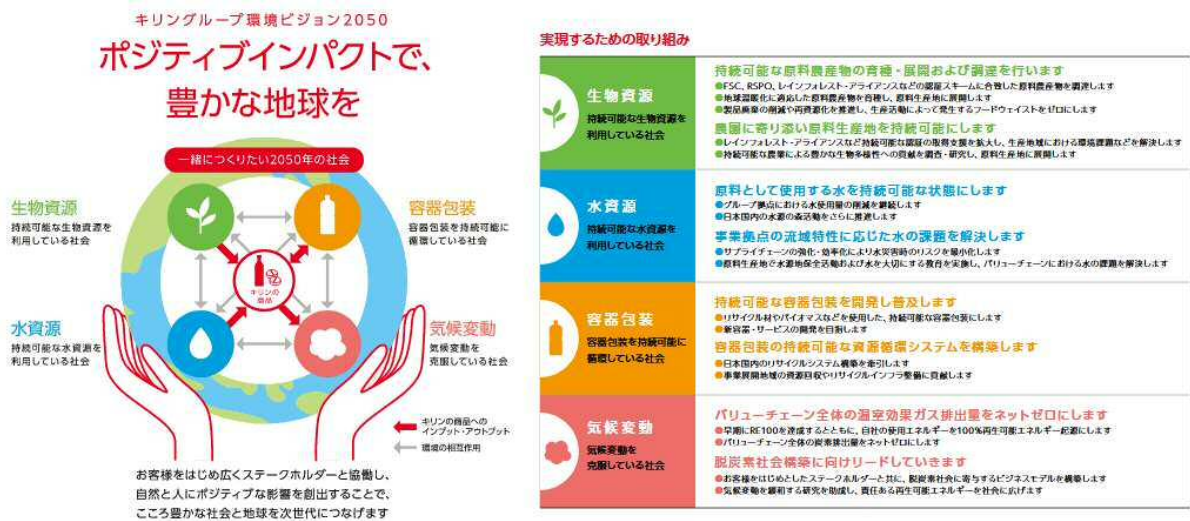 キリングループ環境ビジョン2050
ポジティブインパクトで、
豊かな地球を
一緒につくりたい2050年の社会
生物資源
持続可能な生物資源を
利用している社会
容器包装
容器包装を持続可能に
循環している社会
キリンの
商品
水資源
持続可能な水資源を
利用している社会
気候変動
気候変動を
克服している社会
キリンの商品への
インプット・アウトプット
環境の相互作用
お客様をはじめ広くステークホルダーと協働し、
自然と人にポジティブな影響を創出することで、
こころ豊かな社会と地球を次世代につなげます
実現するための取り組み
生物資源
持続可能な生物資源を
利用している社会
持続可能な原料農産物の育種・展開および調達を行います
●FSC、RSPO、レインフォレスト・アライアンスなどの認証スキームに合致した原料農産物を調達します
●地球温暖化に適応した原料農産物を育種し、原料生産地に展開します
●製品廃棄の削減や再資源化を推進し、生産活動によって発生するフードウェイストをゼロにします
農園に寄り添い原料生産地を持続可能にします
●レインフォレスト・アライアンスなど持続可能な認証の取得支援を拡大し、生産地域における環境課題などを解決します
●持続可能な農業による豊かな生物多様性への貢献を調査・研究し、原料生産地に展開します
水資源
持続可能な水資源を
利用している社会
原料として使用する水を持続可能な状態にします
●グループ拠点における水使用量の削減を継続します
●日本国内の水源の森活動をさらに推進します
事業拠点の流域特性に応じた水の課題を解決します
●サプライチェーンの強化・効率化により水災害時のリスクを最小化します
●原料生産地で水源地保全活動および水を大切にする教育を実施し、バリューチェーンにおける水の課題を解決します
容器包装
容器包装を持続可能に
循環している社会
持続可能な容器包装を開発し普及します
●リサイクル材やバイオマスなどを使用した、持続可能な容器包装にします
●新容器・サービスの開発を目指します
容器包装の持続可能な資源循環システムを構築します
●日本国内のリサイクルシステム構築を牽引します
●事業展開地域の資源回収やリサイクルインフラ整備に貢献します
気候変動
気候変動を
克服している社会
バリューチェーン全体の温室効果ガス排出量をネットゼロにします
●早期にRE100を達成するとともに、自社の使用エネルギーを100%再生可能エネルギー起源にします
●バリューチェーン全体の炭素排出量をネットゼロにします
脱炭素社会構築に向けリードしていきます
●お客様をはじめとしたステークホルダーと共に、脱炭素社会に寄与するビジネスモデルを構築します
●気候変動を緩和する研究を助成し、責任ある再生可能エネルギーを社会に広げます